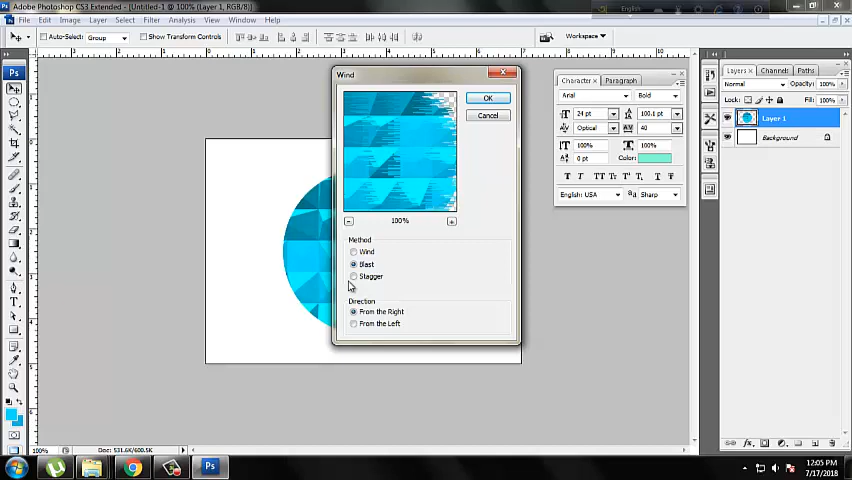 Adobe Photoshop CS3 Extended - [Untitled-1 @ 100% (Layer 1, RGB/8)]
English
File Edit Image Layer Select Filter Analysis View Window Help
Auto-Select: Group Show Transform Controls
Workspace
Wind
OK
Cancel
100%
Method
Wind
Blast
Stagger
Direction
From the Right
From the Left
Character Paragraph
Arial Bold
24 pt 100.1 pt
Optical 40
100% 100%
0 pt Color:
English: USA Sharp
Layers Channels Paths
Normal Opacity: 100%
Lock: Fill: 100%
Layer 1
Background
100% Doc: 531.6K/600.5K
12:05 PM
7/17/2018